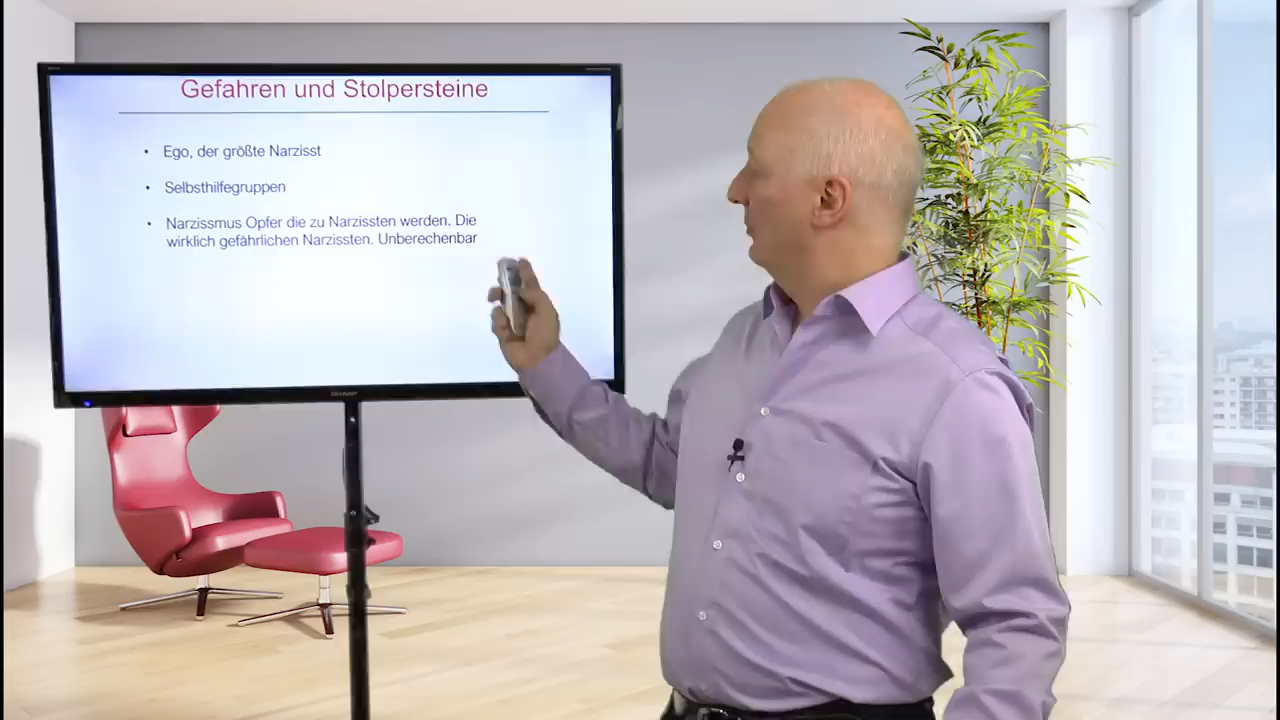 Gefahren und Stolpersteine
Ego, der größte Narzisst
Selbsthilfegruppen
Narzissmus Opfer die zu Narzissten werden. Die
wirklich gefährlichen Narzissten. Unberechenbar
SHARP